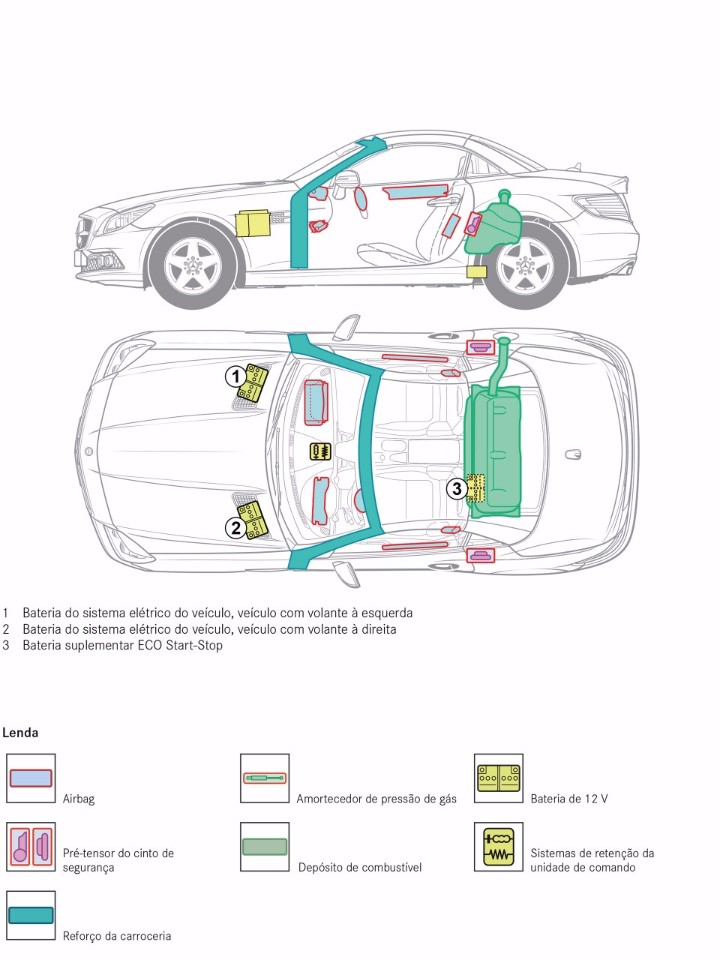 1
2
3
1 Bateria do sistema elétrico do veículo, veículo com volante à esquerda
2 Bateria do sistema elétrico do veículo, veículo com volante à direita
3 Bateria suplementar ECO Start-Stop
Lenda
Airbag
Amortecedor de pressão de gás
Bateria de 12 V
Pré-tensor do cinto de
segurança
Depósito de combustível
Sistemas de retenção da
unidade de comando
Reforço da carroceria